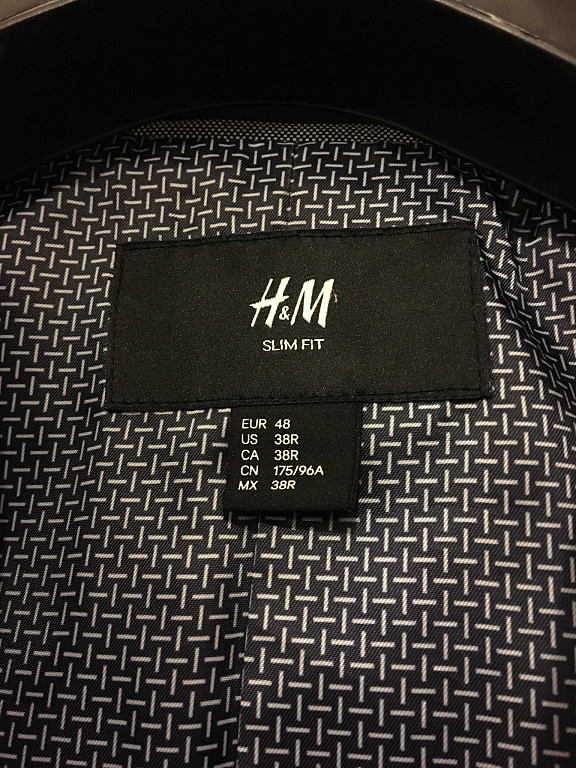 H&M
SLIM FIT
EUR 48
US 38R
CA 38R
CN 175/96A
MX 38R